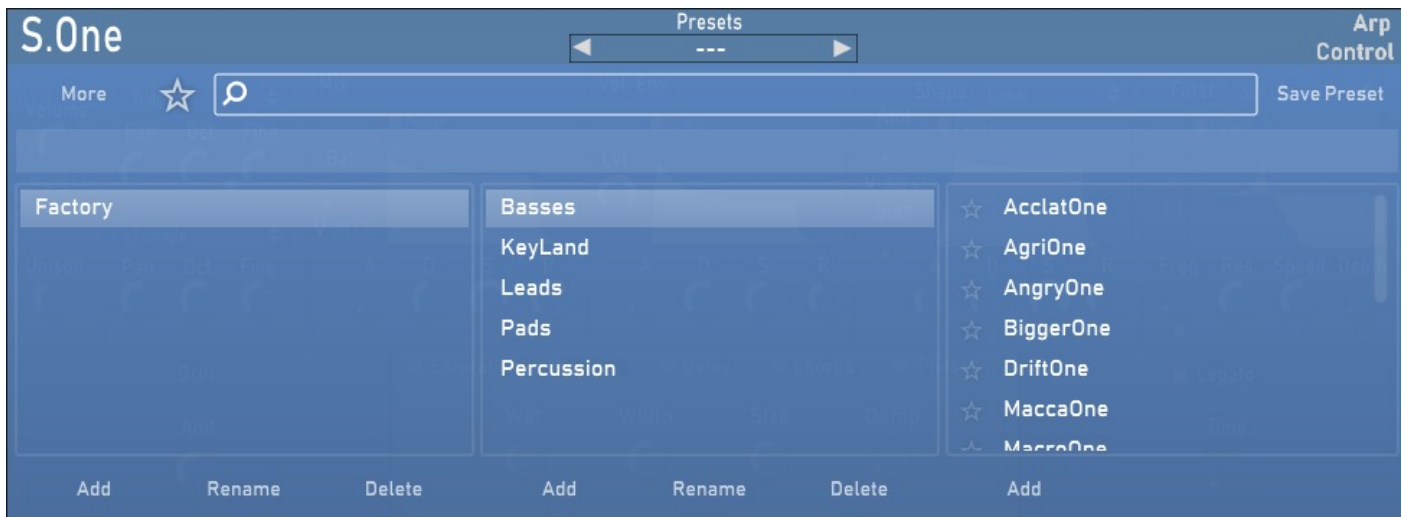 S.One
Presets
---
Arp
Control
More
Save Preset
Factory
Basses
KeyLand
Leads
Pads
Percussion
AcclatOne
AgriOne
AngryOne
BiggerOne
DriftOne
MaccaOne
MacroOne
Add Rename Delete Add Rename Delete Add